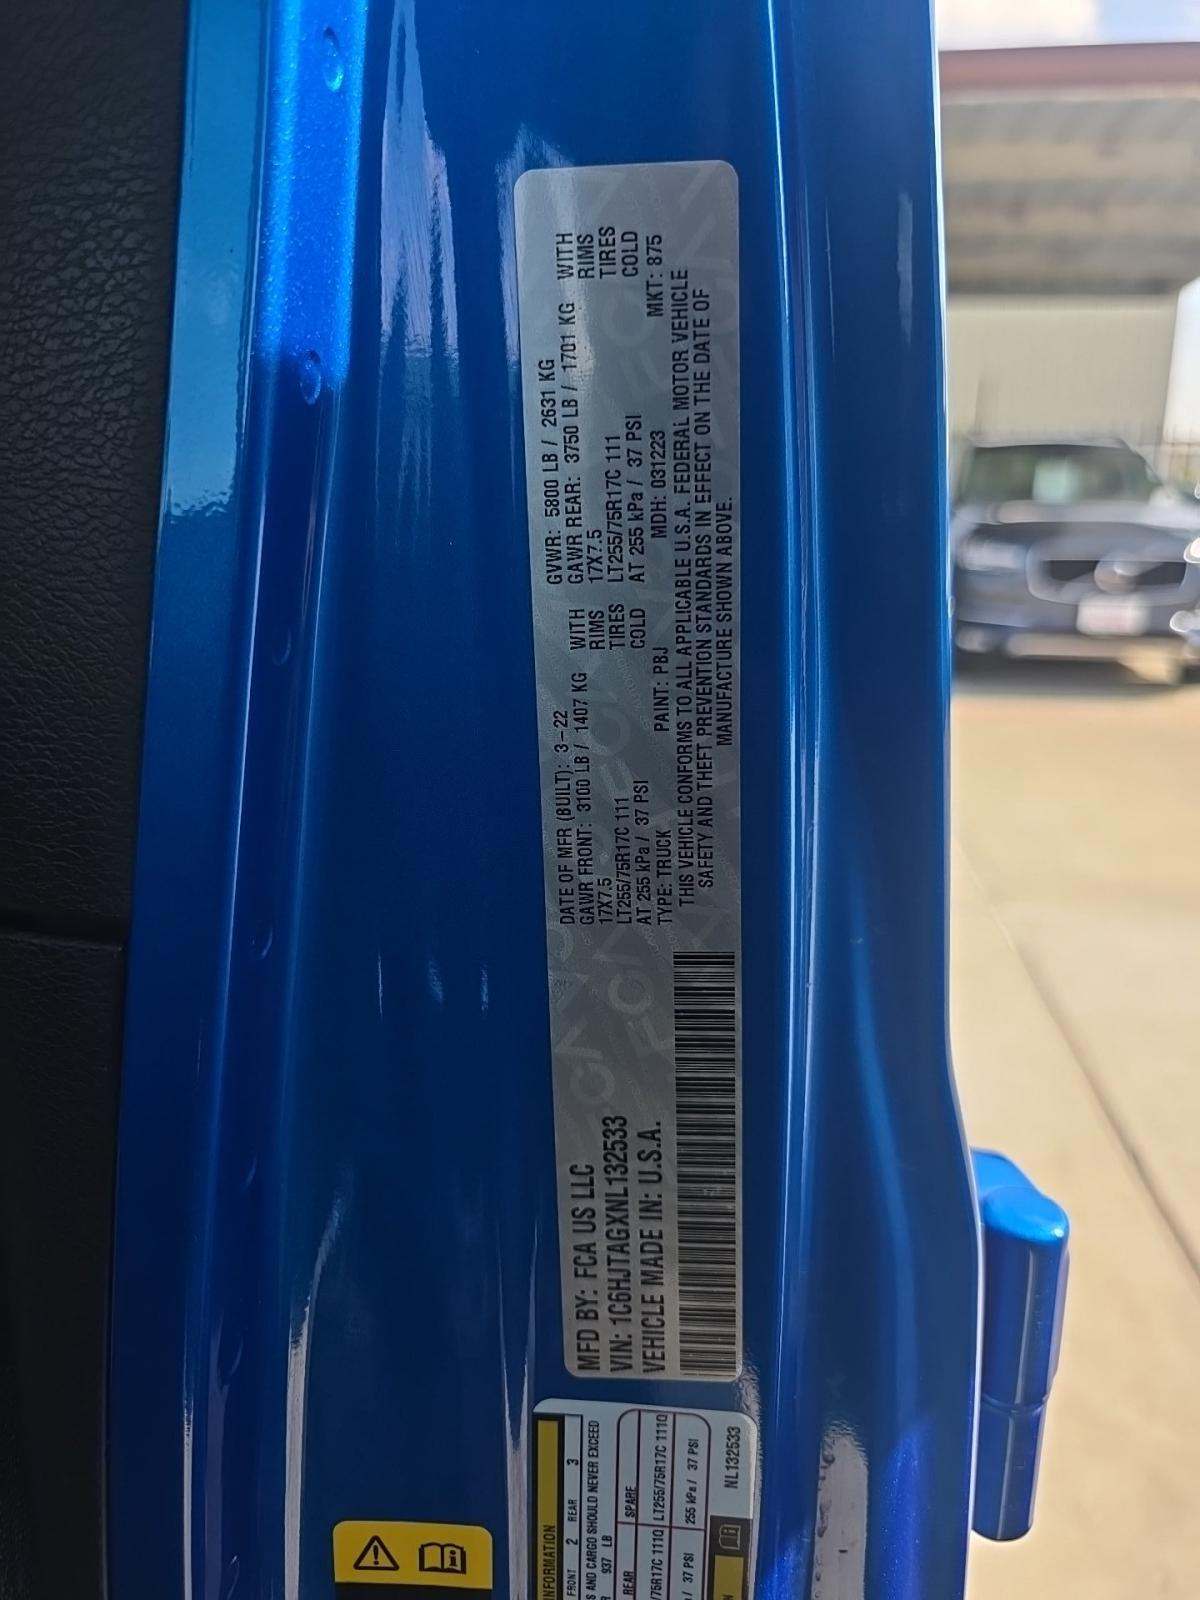 MFD BY: FCA US LLC
VIN: 1C6HJTAGXNL132533
VEHICLE MADE IN: U.S.A.
DATE OF MFR (BUILT): 3-22
GAWR FRONT: 3100 LB / 1407 KG WITH
17X7.5 RIMS
LT255/75R17C 111 TIRES
AT 255 kPa / 37 PSI COLD
GVWR: 5800 LB / 2631 KG
GAWR REAR: 3750 LB / 1701 KG WITH
17X7.5 RIMS
LT255/75R17C 111 TIRES
AT 255 kPa / 37 PSI COLD
TYPE: TRUCK PAINT: PBJ MDH: 031223 MKT: 875
THIS VEHICLE CONFORMS TO ALL APPLICABLE U.S.A. FEDERAL MOTOR VEHICLE
SAFETY AND THEFT PREVENTION STANDARDS IN EFFECT ON THE DATE OF
MANUFACTURE SHOWN ABOVE.
FRONT 2 REAR 3
AND CARGO SHOULD NEVER EXCEED
937 LB
REAR SPARE
/75R17C 111Q LT255/75R17C 111Q
/ 37 PSI 255 kPa / 37 PSI
NL132533